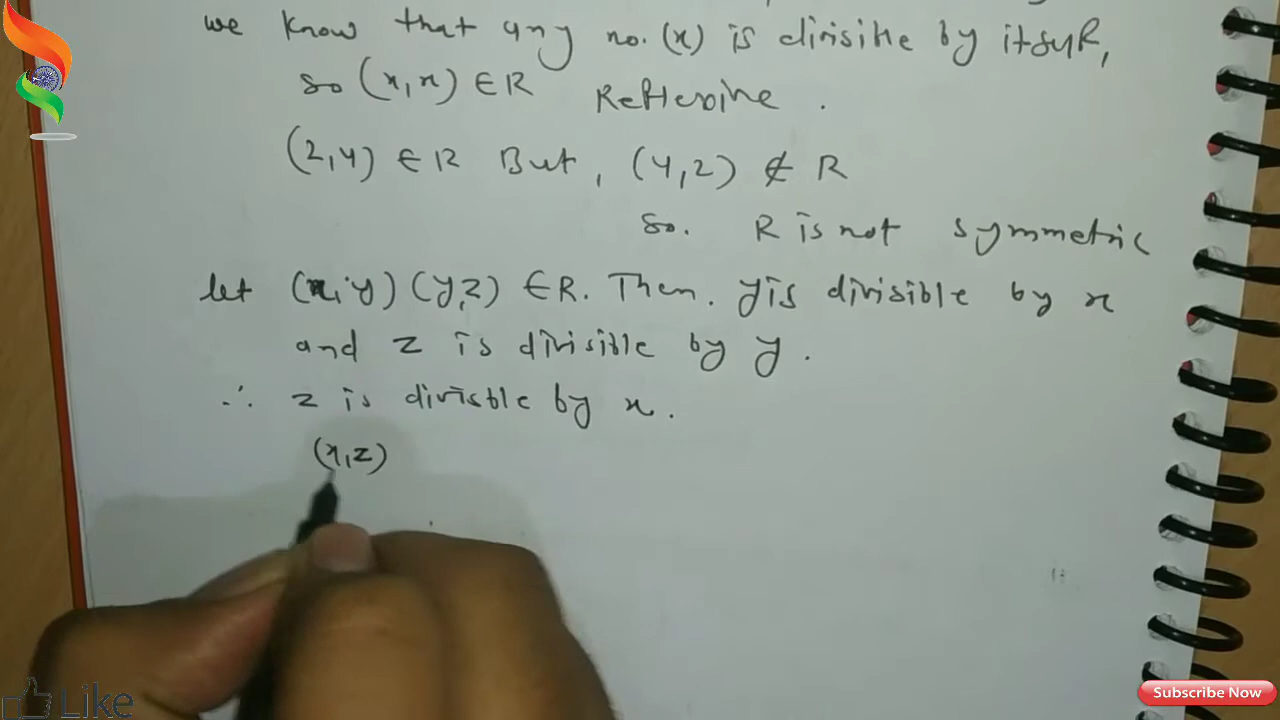 we know that any no. (x) is divisible by itself,
so (x,x) ∈ R Reflexive .
(2,4) ∈ R But , (4,2) ∉ R
So. R is not symmetric
let (x,y) (y,z) ∈ R. Then. y is divisible by x
and z is divisible by y .
∴ z is divisible by x .
(x,z)
Like
Subscribe Now